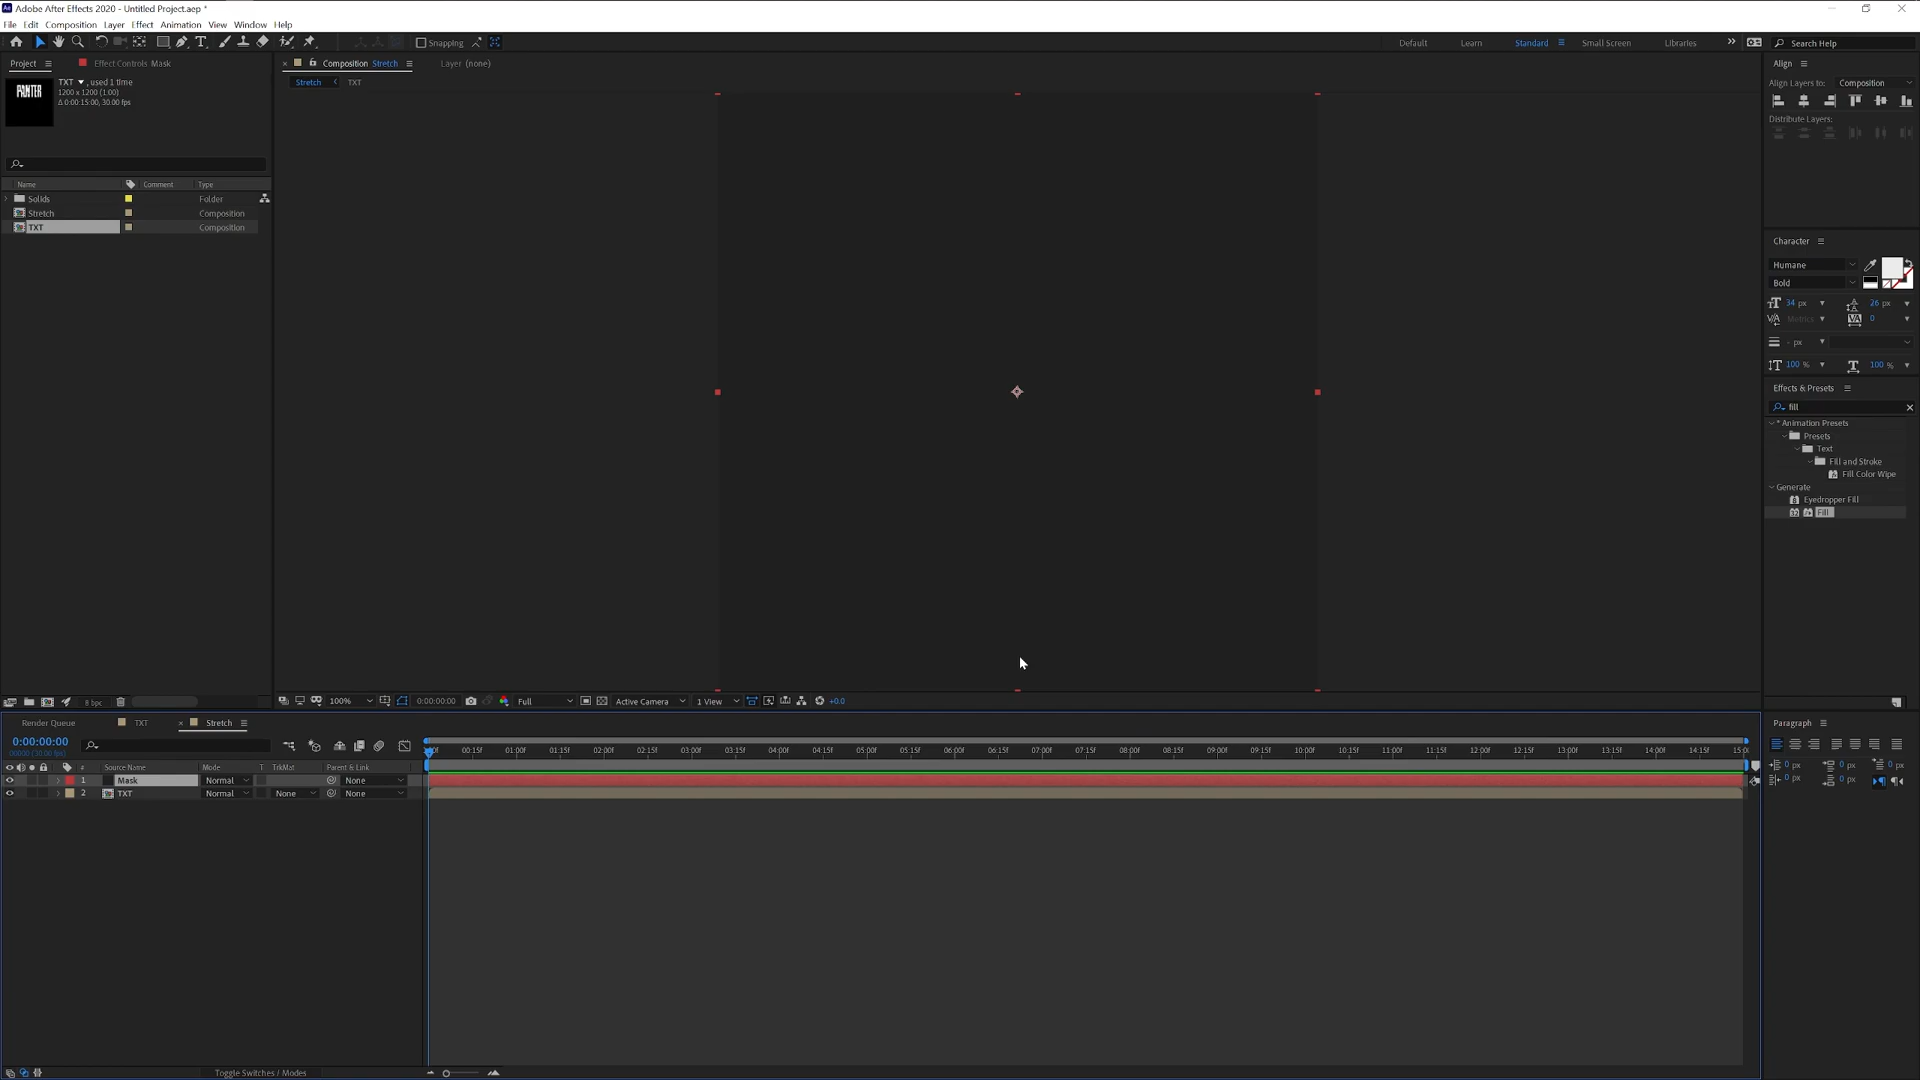 Adobe After Effects 2020 - Untitled Project.aep *
File Edit Composition Layer Effect Animation View Window Help
Snapping
Default Learn Standard Small Screen Libraries Search Help
Project Effect Controls Mask
PANTER
TXT , used 1 time
1200 x 1200 (1:00)
Δ 0:00:15:00, 30.00 fps
Name Comment Type
Solids Folder
Stretch Composition
TXT Composition
8 bpc
Composition Stretch Layer (none)
Stretch TXT
100% 0:00:00:00 Full Active Camera 1 View +0.0
Align
Align Layers to: Composition
Distribute Layers:
Character
Humane
Bold
34 px 26 px
Metrics 0
- px
100 % 100 %
Effects & Presets
fill
* Animation Presets
Presets
Text
Fill and Stroke
Fill Color Wipe
Generate
Eyedropper Fill
Fill
Paragraph
0 px 0 px 0 px
0 px 0 px
Render Queue TXT Stretch
0:00:00:00
00000 (30.00 fps)
# Source Name Mode T TrkMat Parent & Link
1 Mask Normal None
2 TXT Normal None None
00:15f 01:00f 01:15f 02:00f 02:15f 03:00f 03:15f 04:00f 04:15f 05:00f 05:15f 06:00f 06:15f 07:00f 07:15f 08:00f 08:15f 09:00f 09:15f 10:00f 10:15f 11:00f 11:15f 12:00f 12:15f 13:00f 13:15f 14:00f 14:15f
Toggle Switches / Modes